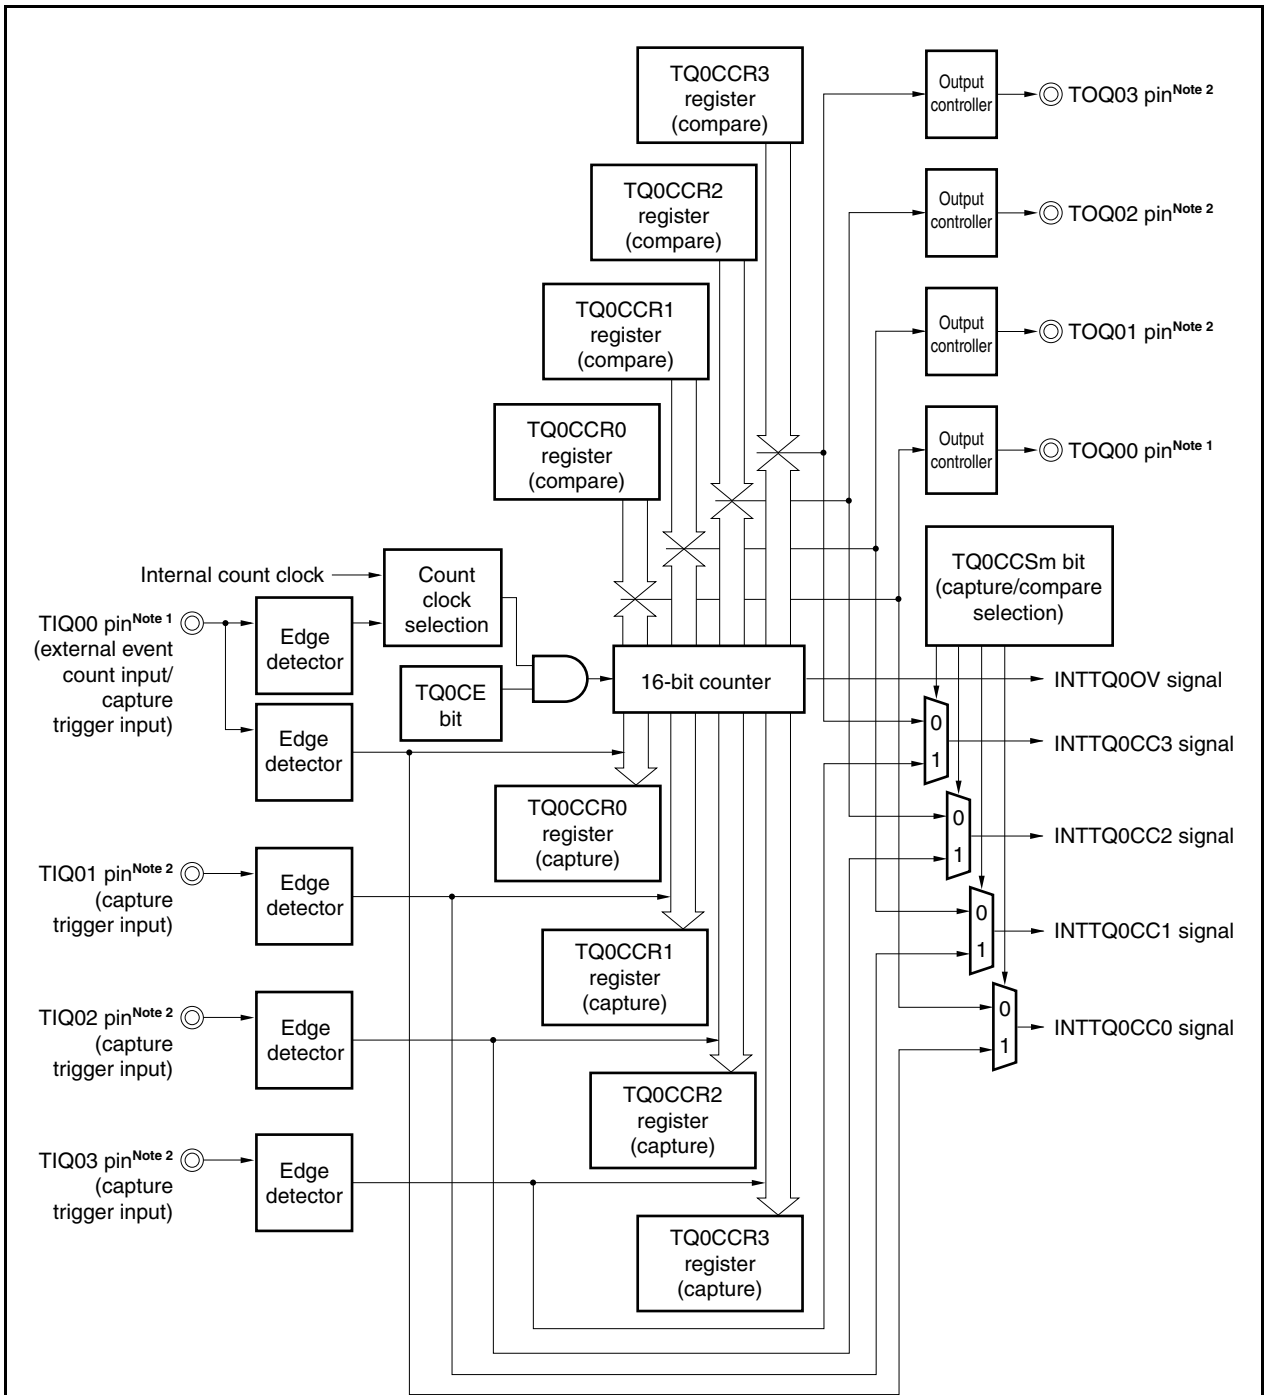 TQ0CCR3
register
(compare)
Output
controller
TOQ03 pinNote 2
TQ0CCR2
register
(compare)
Output
controller
TOQ02 pinNote 2
TQ0CCR1
register
(compare)
Output
controller
TOQ01 pinNote 2
TQ0CCR0
register
(compare)
Output
controller
TOQ00 pinNote 1
Internal count clock
Count
clock
selection
TQ0CCSm bit
(capture/compare
selection)
TIQ00 pinNote 1
(external event
count input/
capture
trigger input)
Edge
detector
TQ0CE
bit
16-bit counter
INTTQ0OV signal
Edge
detector
0
1
INTTQ0CC3 signal
TQ0CCR0
register
(capture)
0
1
INTTQ0CC2 signal
TIQ01 pinNote 2
(capture
trigger input)
Edge
detector
0
1
INTTQ0CC1 signal
TQ0CCR1
register
(capture)
TIQ02 pinNote 2
(capture
trigger input)
Edge
detector
0
1
INTTQ0CC0 signal
TQ0CCR2
register
(capture)
TIQ03 pinNote 2
(capture
trigger input)
Edge
detector
TQ0CCR3
register
(capture)